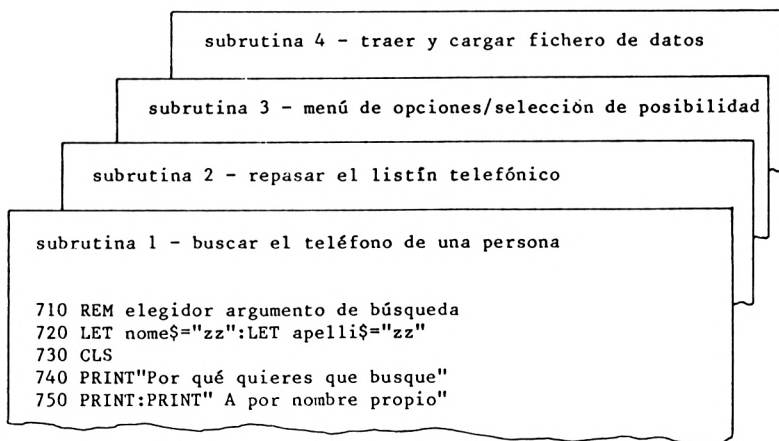 subrutina 4 - traer y cargar fichero de datos
subrutina 3 - menú de opciones/selección de posibilidad
subrutina 2 - repasar el listín telefónico
subrutina 1 - buscar el teléfono de una persona
710 REM elegidor argumento de búsqueda
720 LET nome$="zz":LET apelli$="zz"
730 CLS
740 PRINT"Por qué quieres que busque"
750 PRINT:PRINT" A por nombre propio"